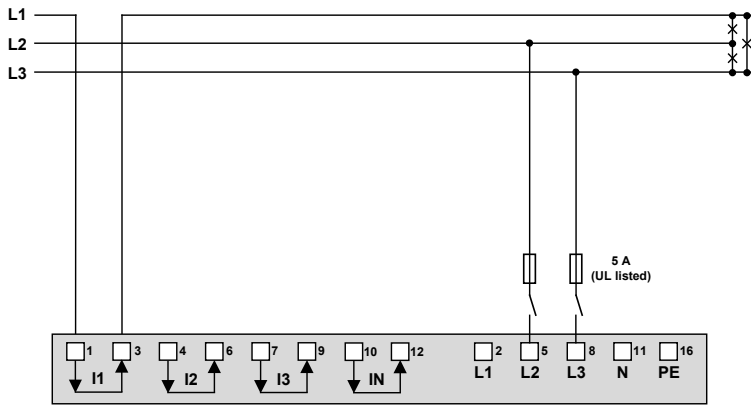 L1
L2
L3
5 A
(UL listed)
1 3 4 6 7 9 10 12 2 5 8 11 16
I1 I2 I3 IN L1 L2 L3 N PE